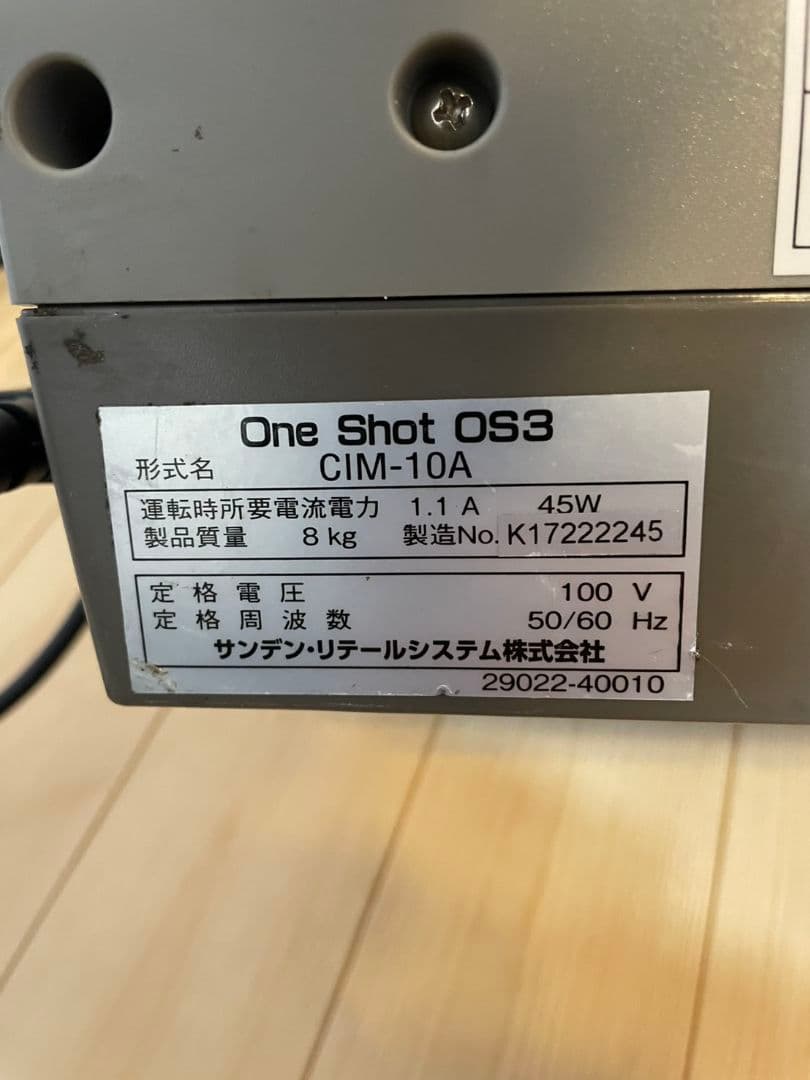 One Shot OS3
形式名 CIM-10A
運転時所要電流電力 1.1 A 45W
製品質量 8 kg 製造No. K17222245
定格電圧 100 V
定格周波数 50/60 Hz
サンデン・リテールシステム株式会社
29022-40010